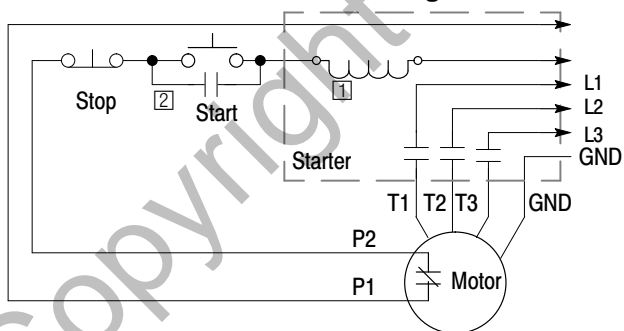 Copyright
1
L1
Stop
2
Start
L2
L3
Starter
GND
T1 T2 T3
GND
P2
P1
Motor